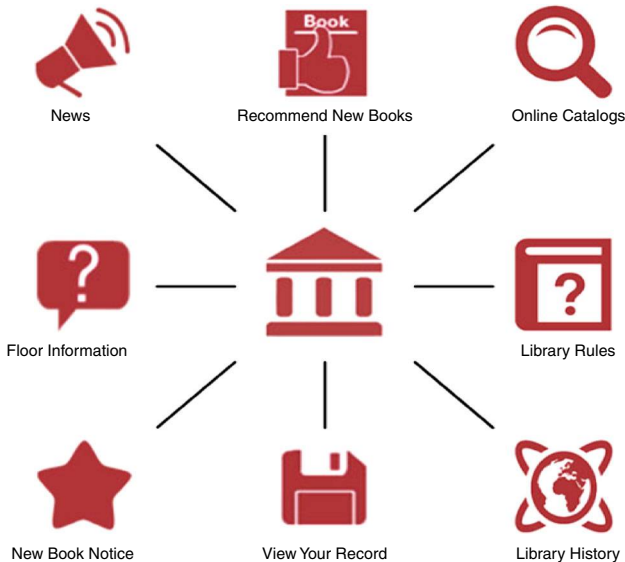 Book
News
Recommend New Books
Online Catalogs
?
?
Floor Information
Library Rules
New Book Notice
View Your Record
Library History